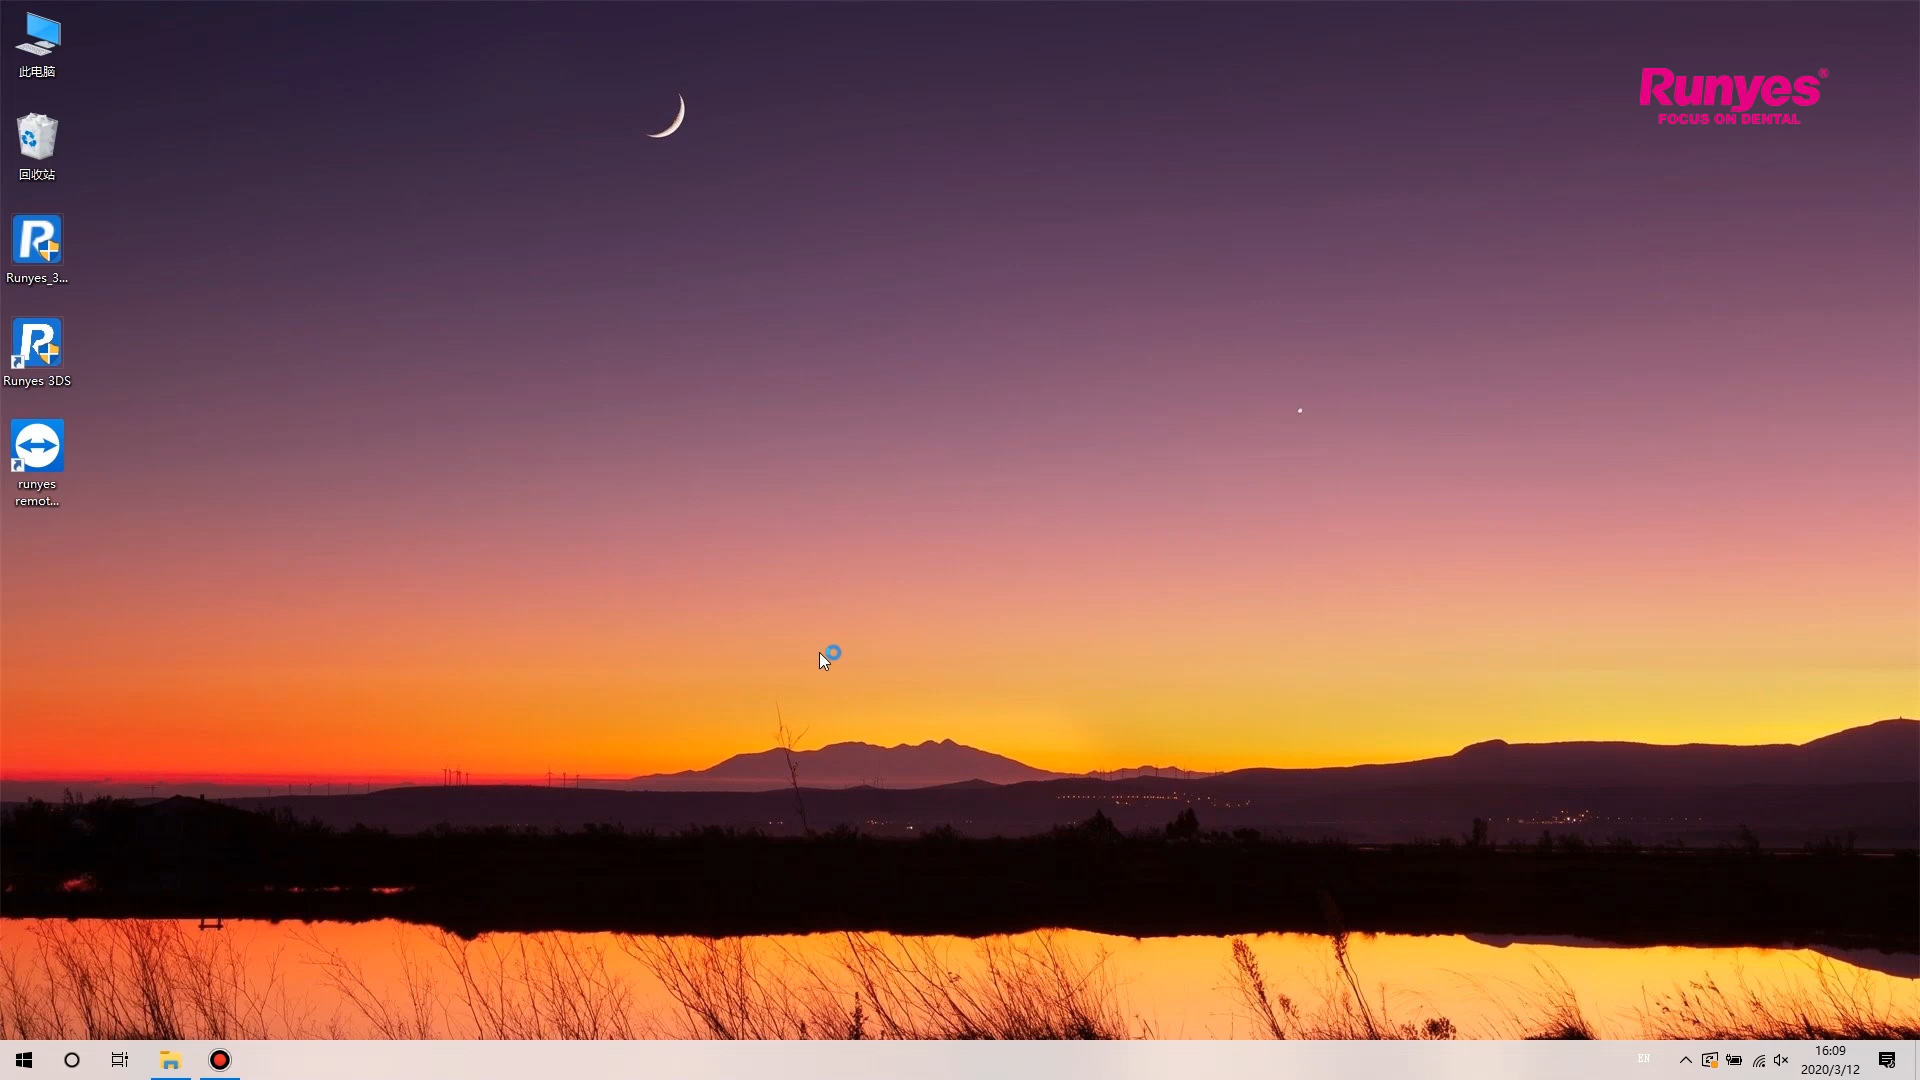 此电脑
回收站
Runyes_3...
Runyes 3DS
runyes
remot...
Runyes®
FOCUS ON DENTAL
EN
16:09
2020/3/12